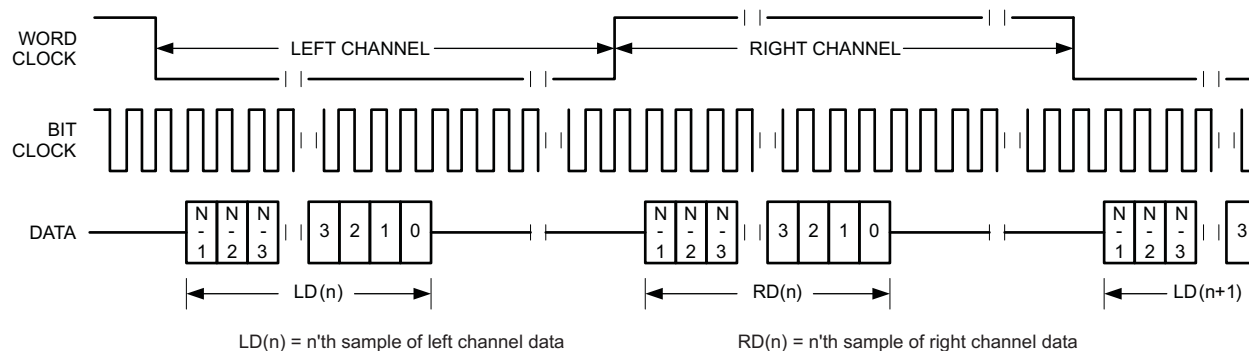 WORD
CLOCK
LEFT CHANNEL
RIGHT CHANNEL
BIT
CLOCK
DATA
N
-
1
N
-
2
N
-
3
3
2
1
0
N
-
1
N
-
2
N
-
3
3
2
1
0
N
-
1
N
-
2
N
-
3
3
LD(n)
RD(n)
LD(n+1)
LD(n) = n'th sample of left channel data
RD(n) = n'th sample of right channel data